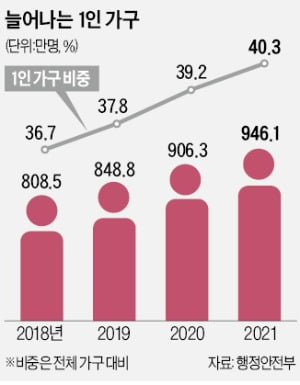 늘어나는 1인 가구
(단위:만명, %)
40.3
39.2
1인 가구 비중
37.8
36.7
946.1
906.3
848.8
808.5
2018년 2019 2020 2021
※비중은 전체 가구 대비 자료:행정안전부